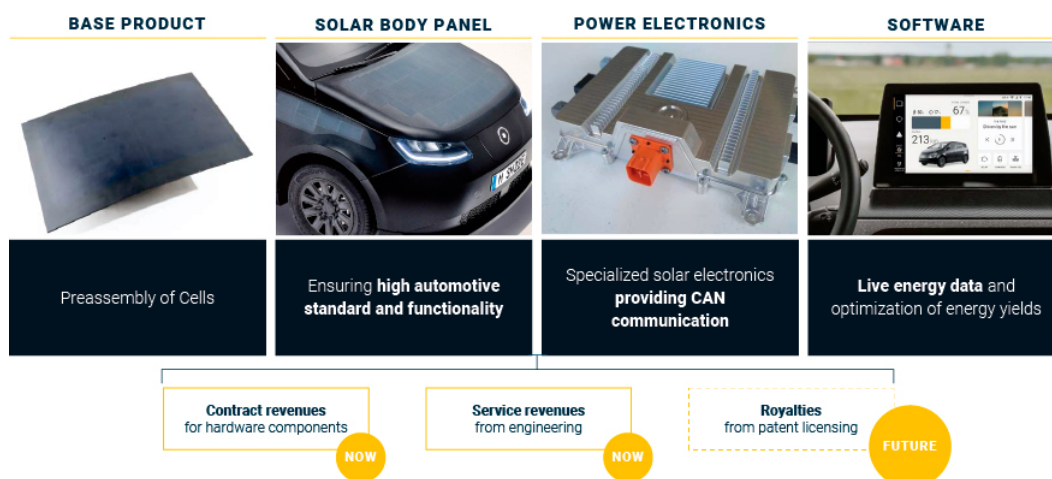 BASE PRODUCT
SOLAR BODY PANEL
POWER ELECTRONICS
SOFTWARE
67%
213
Preassembly of Cells
Ensuring high automotive
standard and functionality
Specialized solar electronics
providing CAN
communication
Live energy data and
optimization of energy yields
Contract revenues
for hardware components
NOW
Service revenues
from engineering
NOW
Royalties
from patent licensing
FUTURE